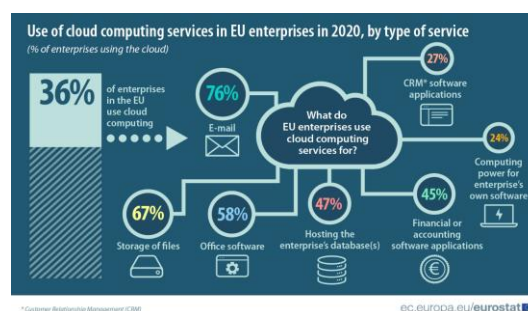 Use of cloud computing services in EU enterprises in 2020, by type of service
(% of enterprises using the cloud)
36%
of enterprises
in the EU
use cloud
computing
76%
E-mail
What do
EU enterprises use
cloud computing
services for?
27%
CRM* software
applications
24%
Computing
power for
enterprise's
own software
67%
Storage of files
58%
Office software
47%
Hosting the
enterprise's database(s)
45%
Financial or
accounting
software applications
* Customer Relationship Management (CRM)
ec.europa.eu/eurostat